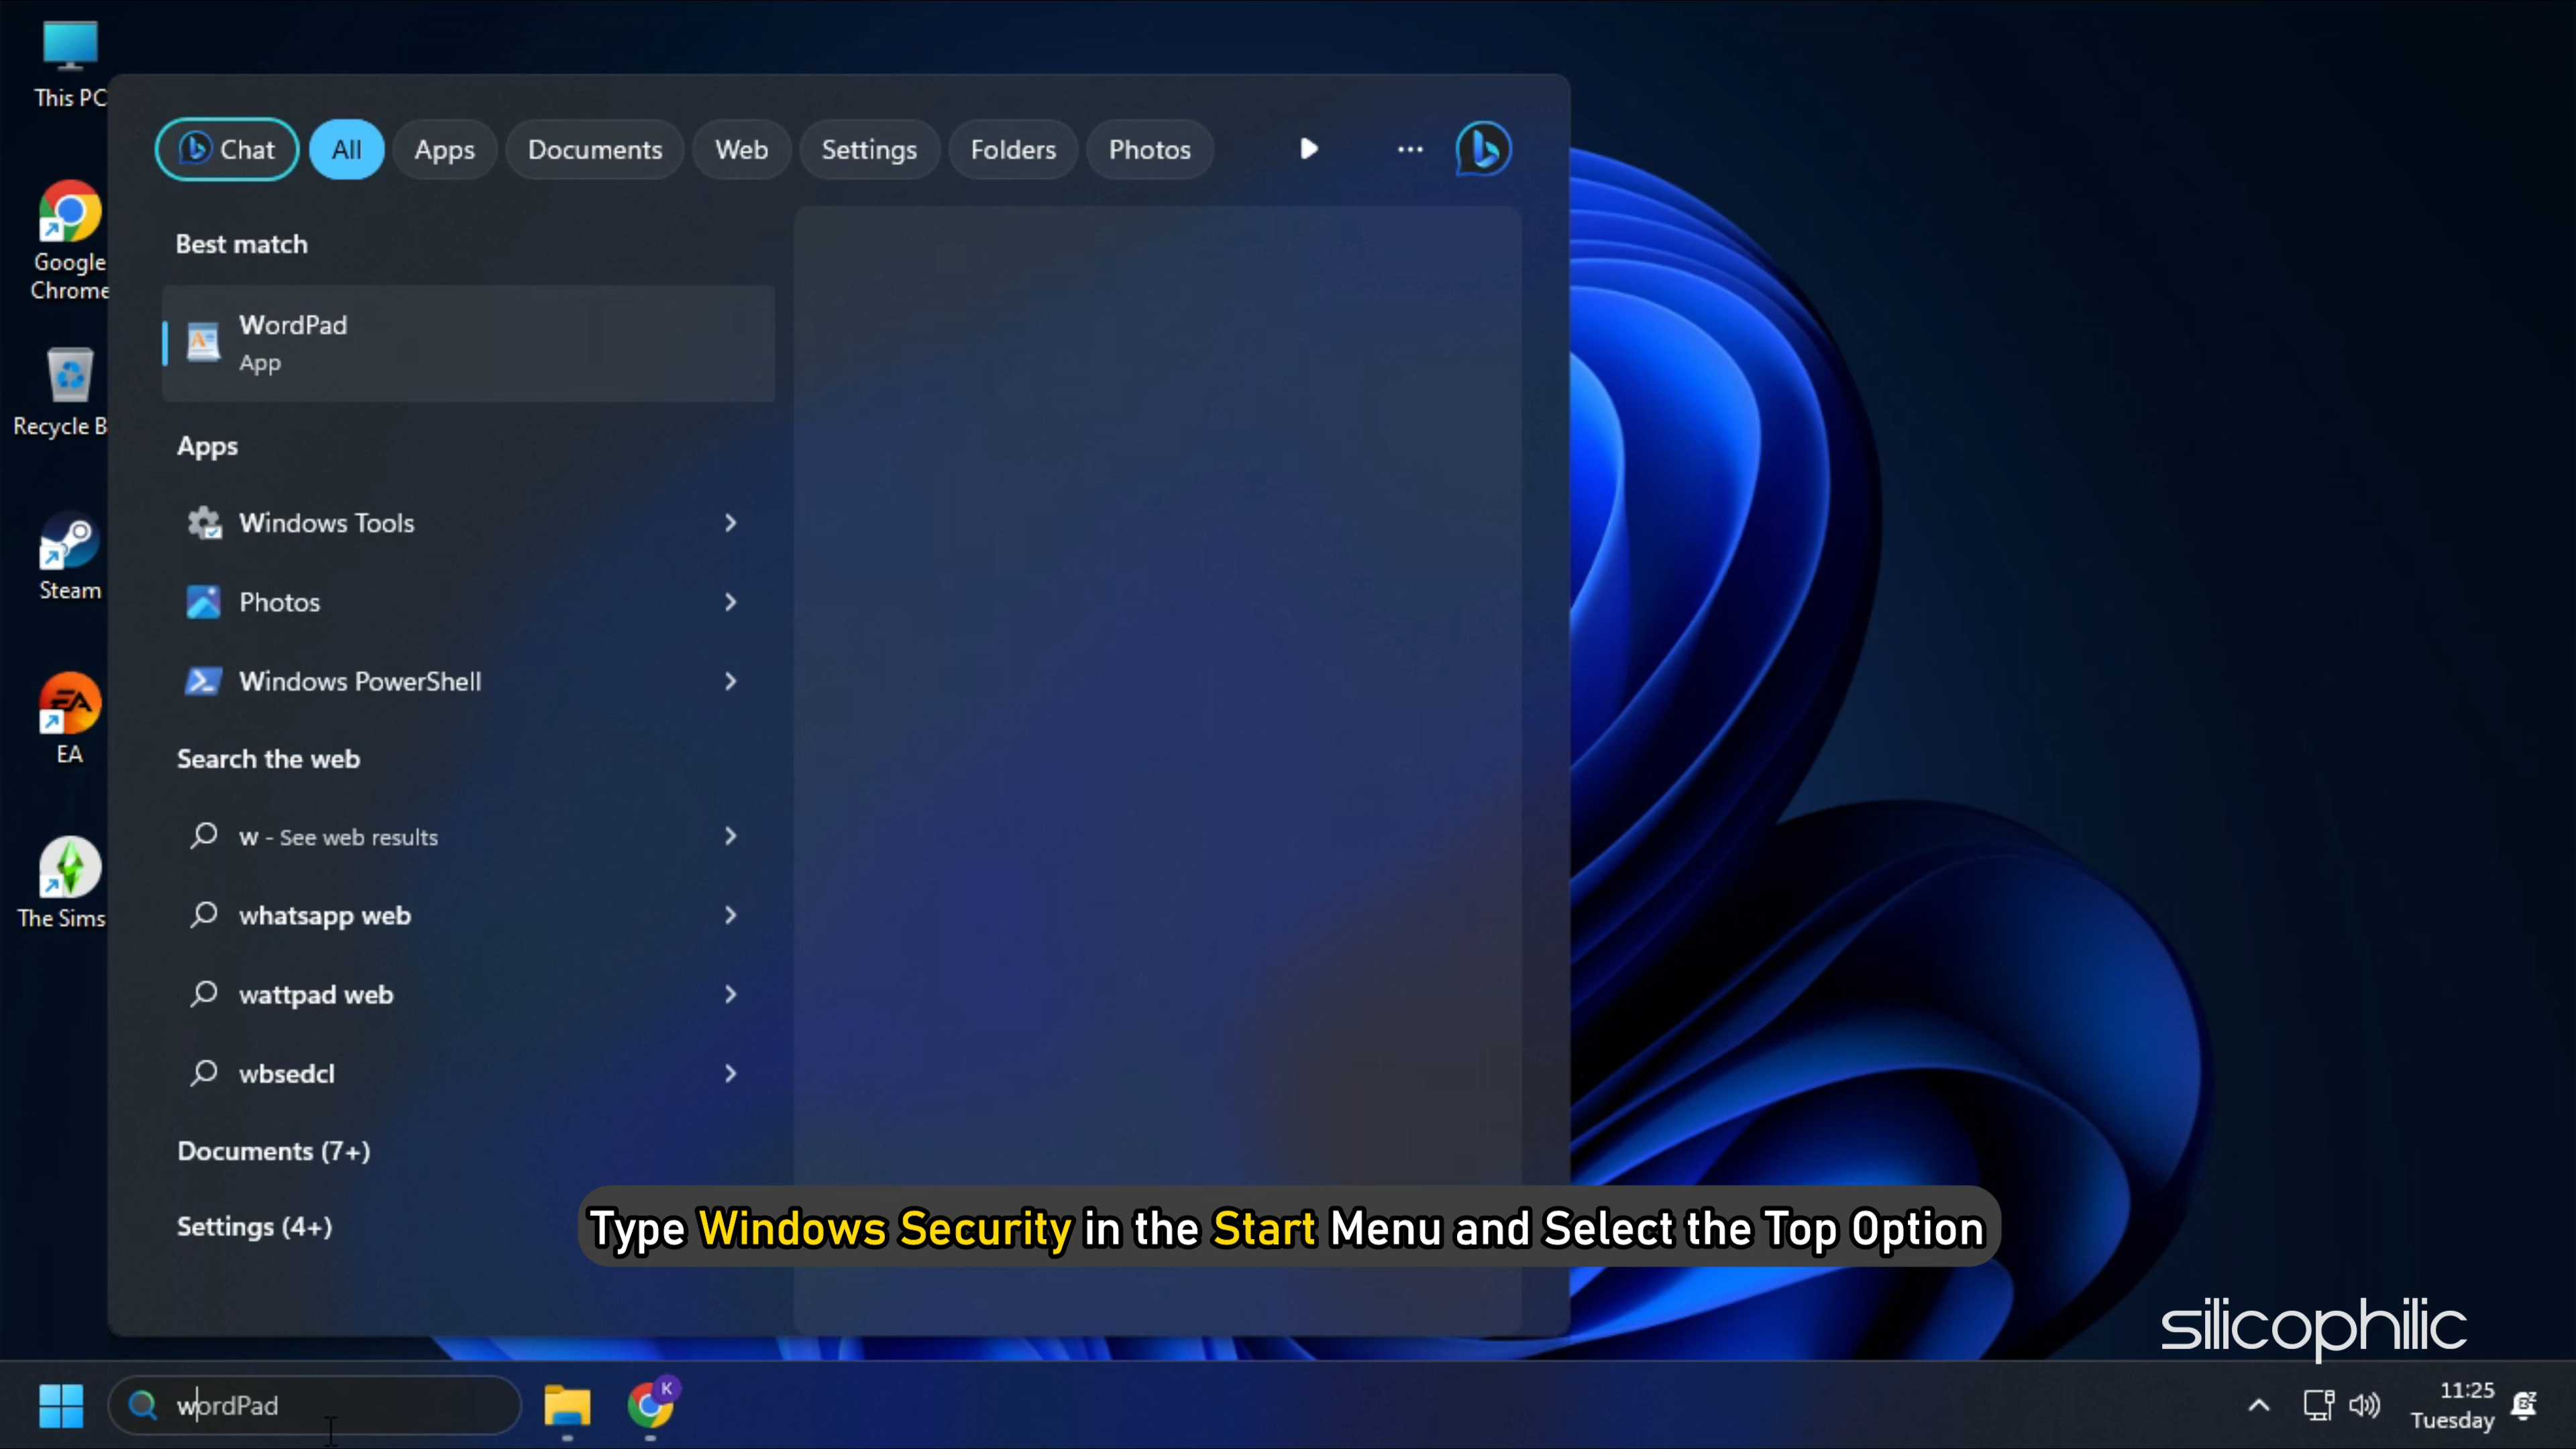 This PC
Google
Chrome
Recycle B
Steam
EA
The Sims
Chat
All
Apps
Documents
Web
Settings
Folders
Photos
Best match
WordPad
App
Apps
Windows Tools
Photos
Windows PowerShell
Search the web
w - See web results
whatsapp web
wattpad web
wbsedcl
Documents (7+)
Settings (4+)
Type Windows Security in the Start Menu and Select the Top Option
silicophilic
wordPad
K
11:25
Tuesday